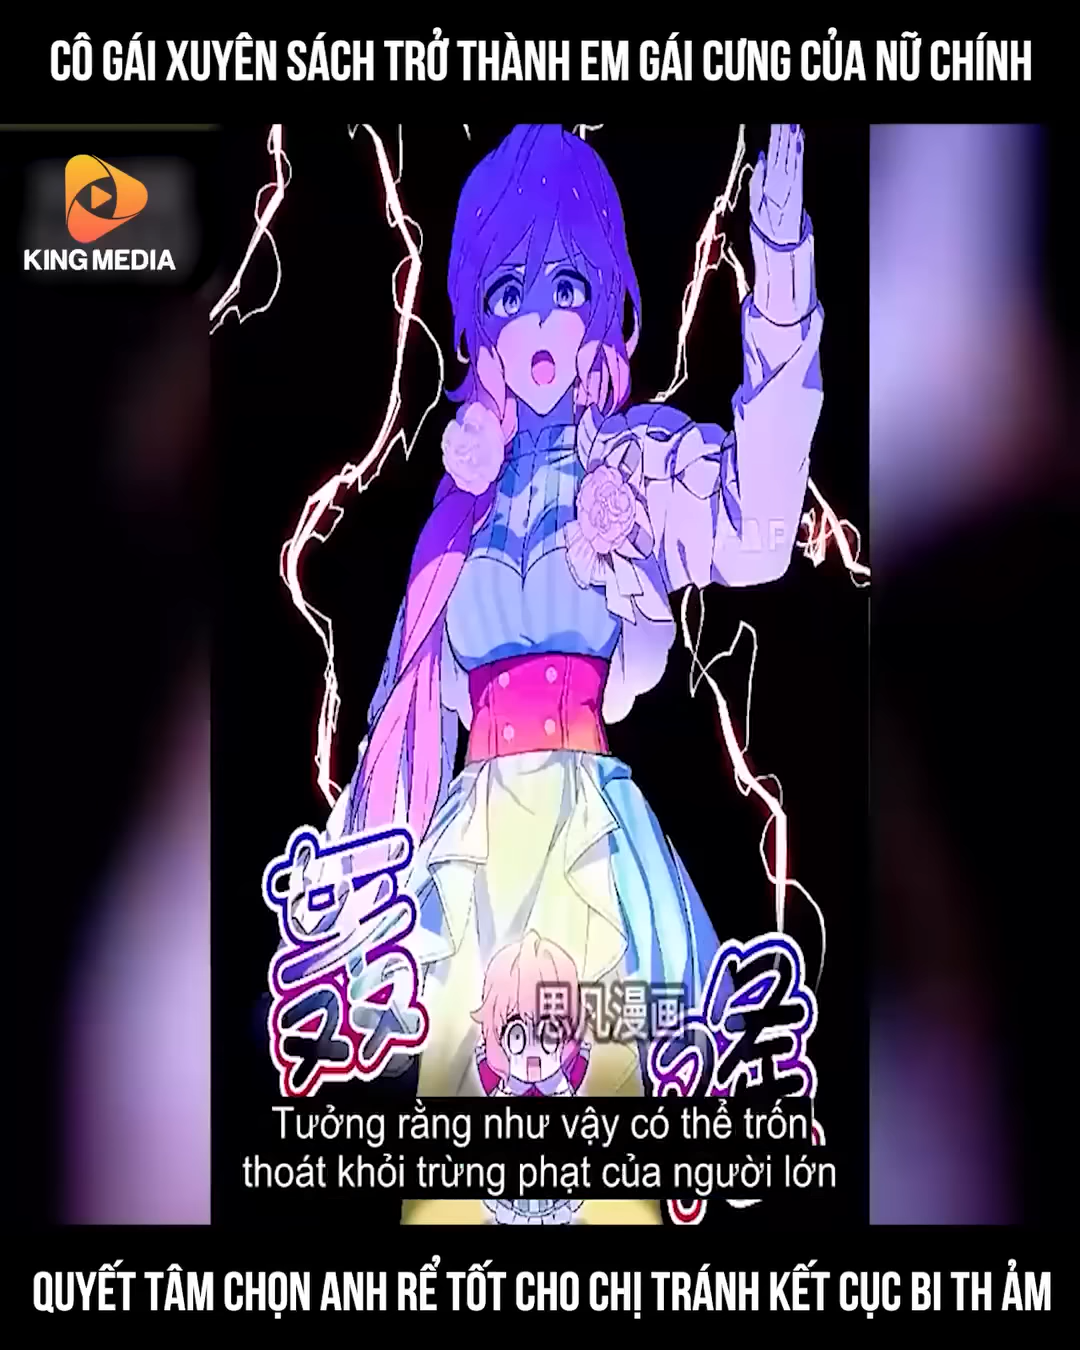 CÔ GÁI XUYÊN SÁCH TRỞ THÀNH EM GÁI CƯNG CỦA NỮ CHÍNH
KING MEDIA
轰
思凡漫画
Tưởng rằng như vậy có thể trốn
thoát khỏi trừng phạt của người lớn
QUYẾT TÂM CHỌN ANH RỂ TỐT CHO CHỊ TRÁNH KẾT CỤC BI TH ẢM